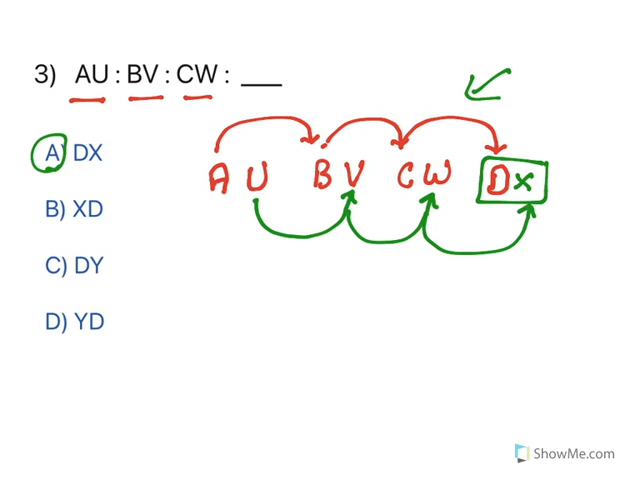 3) AU : BV : CW : ___
A) DX
B) XD
C) DY
D) YD
A U B V C W D X
ShowMe.com